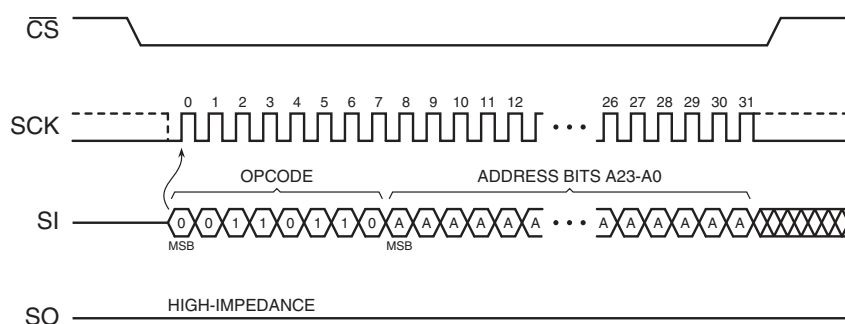 CS
0 1 2 3 4 5 6 7 8 9 10 11 12 26 27 28 29 30 31
SCK
OPCODE ADDRESS BITS A23-A0
SI 0 0 1 1 0 1 1 0 A A A A A A A A A A A A
MSB MSB
HIGH-IMPEDANCE
SO